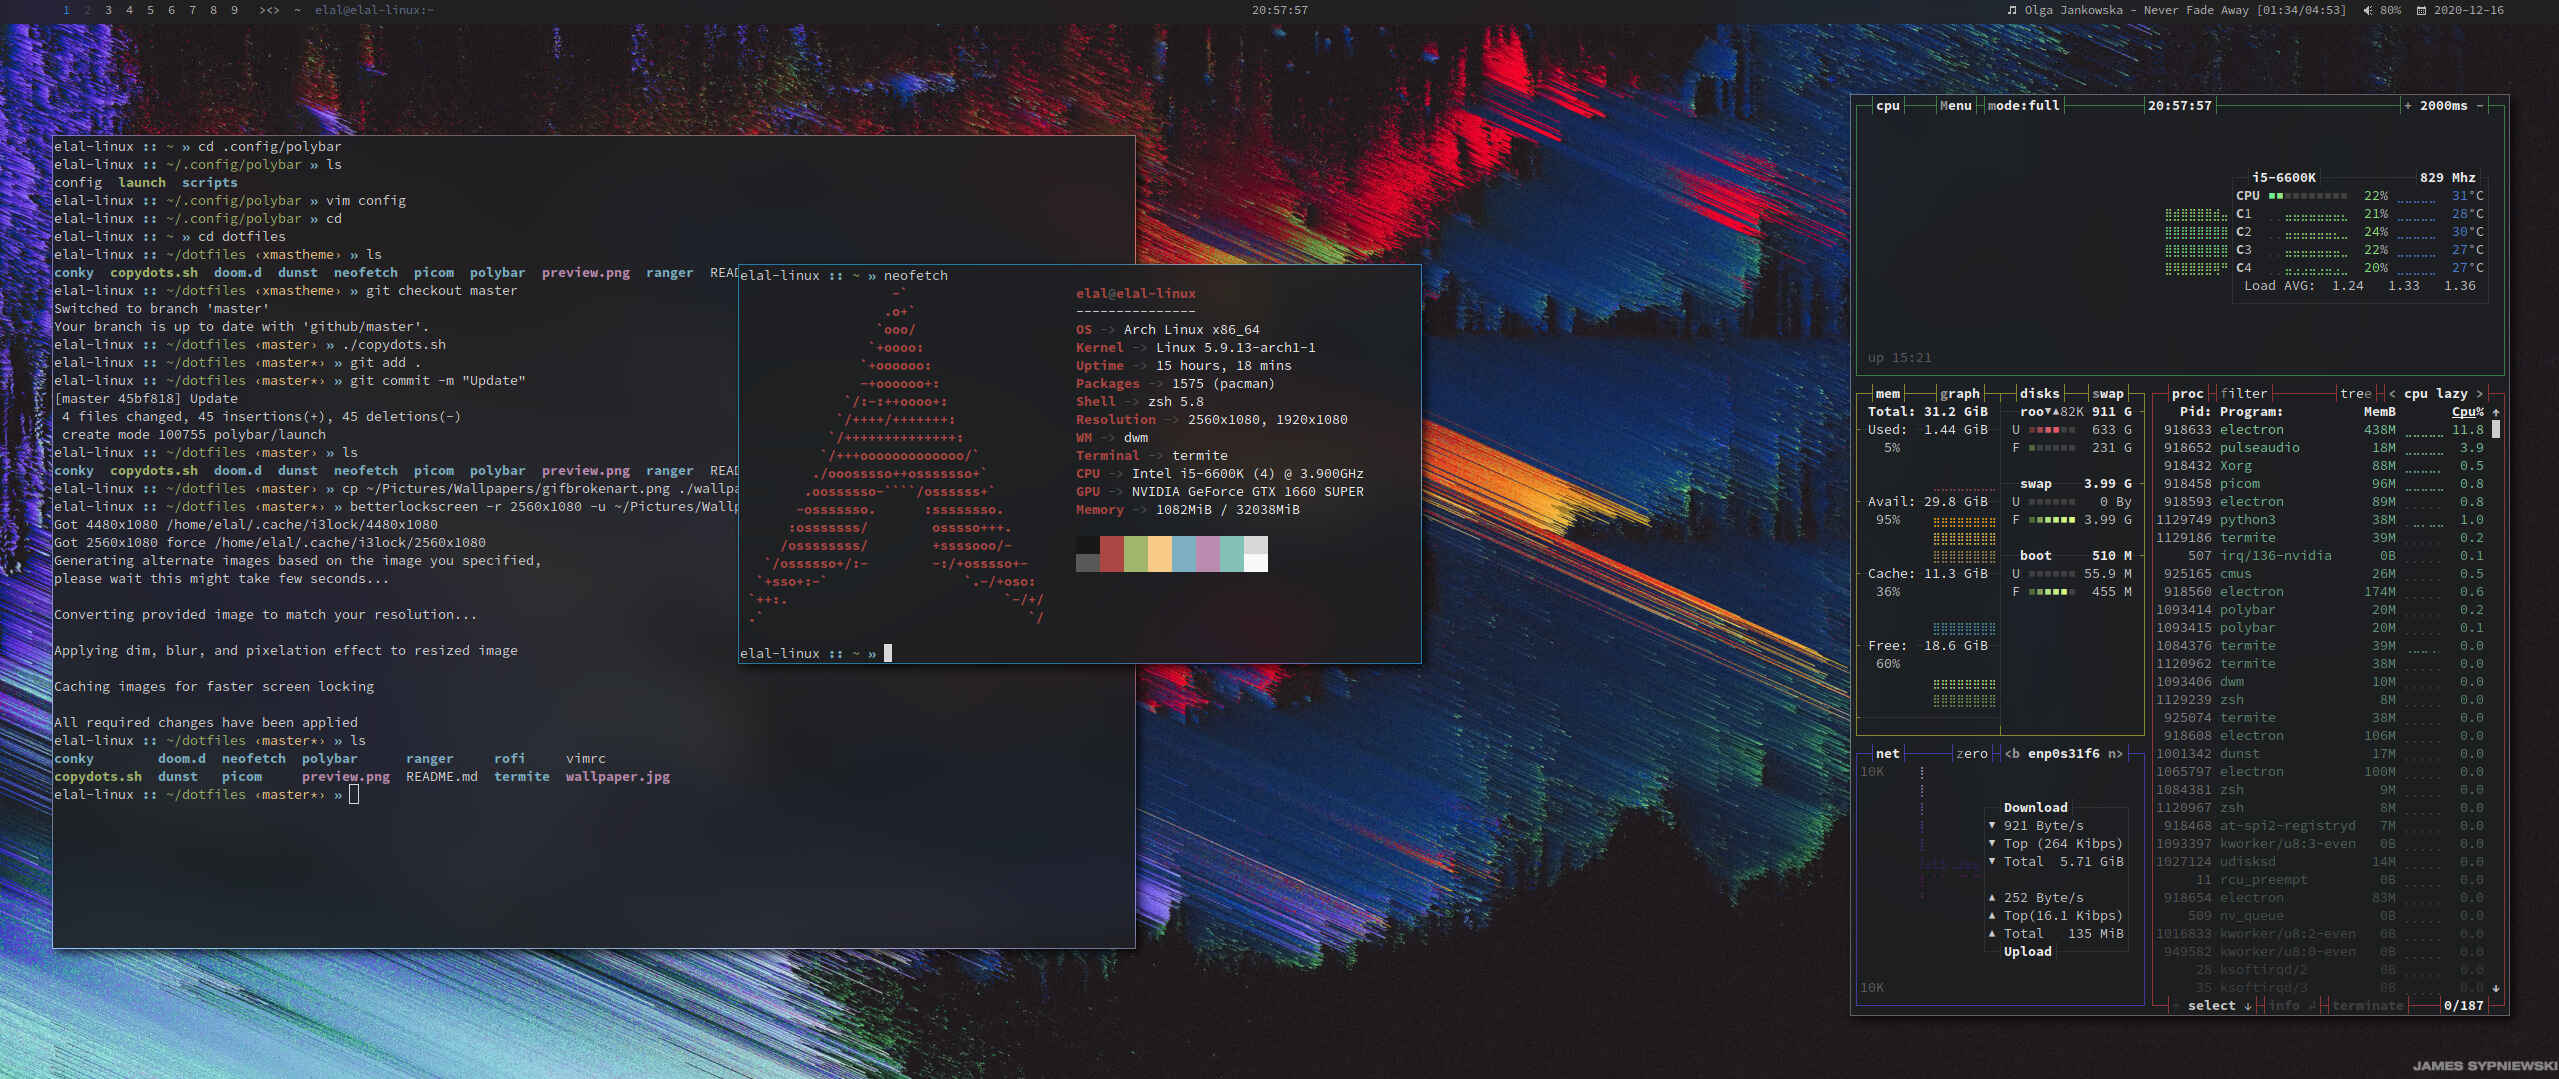 1 2 3 4 5 6 7 8 9 ><> ~ elal@elal-linux:~
20:57:57
Olga Jankowska - Never Fade Away [01:34/04:53] 80% 2020-12-16
elal-linux :: ~ » cd .config/polybar
elal-linux :: ~/.config/polybar » ls
config launch scripts
elal-linux :: ~/.config/polybar » vim config
elal-linux :: ~/.config/polybar » cd
elal-linux :: ~ » cd dotfiles
elal-linux :: ~/dotfiles ‹xmastheme› » ls
conky copydots.sh doom.d dunst neofetch picom polybar preview.png ranger READ
elal-linux :: ~/dotfiles ‹xmastheme› » git checkout master
Switched to branch 'master'
Your branch is up to date with 'github/master'.
elal-linux :: ~/dotfiles ‹master› » ./copydots.sh
elal-linux :: ~/dotfiles ‹master*› » git add .
elal-linux :: ~/dotfiles ‹master*› » git commit -m "Update"
[master 45bf818] Update
4 files changed, 45 insertions(+), 45 deletions(-)
create mode 100755 polybar/launch
elal-linux :: ~/dotfiles ‹master› » ls
conky copydots.sh doom.d dunst neofetch picom polybar preview.png ranger READ
elal-linux :: ~/dotfiles ‹master› » cp ~/Pictures/Wallpapers/gifbrokenart.png ./wallpa
elal-linux :: ~/dotfiles ‹master*› » betterlockscreen -r 2560x1080 -u ~/Pictures/Wallp
Got 4480x1080 /home/elal/.cache/i3lock/4480x1080
Got 2560x1080 force /home/elal/.cache/i3lock/2560x1080
Generating alternate images based on the image you specified,
please wait this might take few seconds...
Converting provided image to match your resolution...
Applying dim, blur, and pixelation effect to resized image
Caching images for faster screen locking
All required changes have been applied
elal-linux :: ~/dotfiles ‹master*› » ls
conky doom.d neofetch polybar ranger rofi vimrc
copydots.sh dunst picom preview.png README.md termite wallpaper.jpg
elal-linux :: ~/dotfiles ‹master*› »
elal-linux :: ~ » neofetch
elal@elal-linux
---------------
OS -> Arch Linux x86_64
Kernel -> Linux 5.9.13-arch1-1
Uptime -> 15 hours, 18 mins
Packages -> 1575 (pacman)
Shell -> zsh 5.8
Resolution -> 2560x1080, 1920x1080
WM -> dwm
Terminal -> termite
CPU -> Intel i5-6600K (4) @ 3.900GHz
GPU -> NVIDIA GeForce GTX 1660 SUPER
Memory -> 1082MiB / 32038MiB
elal-linux :: ~ »
cpu Menu mode:full 20:57:57 + 2000ms -
i5-6600K 829 Mhz
CPU 22% 31°C
C1 21% 28°C
C2 24% 30°C
C3 22% 27°C
C4 20% 27°C
Load AVG: 1.24 1.33 1.36
up 15:21
mem graph disks swap
Total: 31.2 GiB roo▼▲82K 911 G
Used: 1.44 GiB U 633 G
5% F 231 G
swap 3.99 G
Avail: 29.8 GiB U 0 By
95% F 3.99 G
boot 510 M
Cache: 11.3 GiB U 55.9 M
36% F 455 M
Free: 18.6 GiB
60%
net zero <b enp0s31f6 n>
10K
Download
▼ 921 Byte/s
▼ Top (264 Kibps)
▼ Total 5.71 GiB
▲ 252 Byte/s
▲ Top(16.1 Kibps)
▲ Total 135 MiB
Upload
10K
proc filter tree < cpu lazy >
Pid: Program: MemB Cpu% ↑
918633 electron 438M 11.8
918652 pulseaudio 18M 3.9
918432 Xorg 88M 0.5
918458 picom 96M 0.8
918593 electron 89M 0.8
1129749 python3 38M 1.0
1129186 termite 39M 0.2
507 irq/136-nvidia 0B 0.1
925165 cmus 26M 0.5
918560 electron 174M 0.6
1093414 polybar 20M 0.2
1093415 polybar 20M 0.1
1084376 termite 39M 0.0
1120962 termite 38M 0.0
1093406 dwm 10M 0.0
1129239 zsh 8M 0.0
925074 termite 38M 0.0
918608 electron 106M 0.0
1001342 dunst 17M 0.0
1065797 electron 100M 0.0
1084381 zsh 9M 0.0
1120967 zsh 8M 0.0
918468 at-spi2-registryd 7M 0.0
1093397 kworker/u8:3-even 0B 0.0
1027124 udisksd 14M 0.0
11 rcu_preempt 0B 0.0
918654 electron 83M 0.0
509 nv_queue 0B 0.0
1016833 kworker/u8:2-even 0B 0.0
949582 kworker/u8:0-even 0B 0.0
28 ksoftirqd/2 0B 0.0
35 ksoftirqd/3 0B 0.0 ↓
select ↓ info terminate 0/187
JAMES SYPNIEWSKI